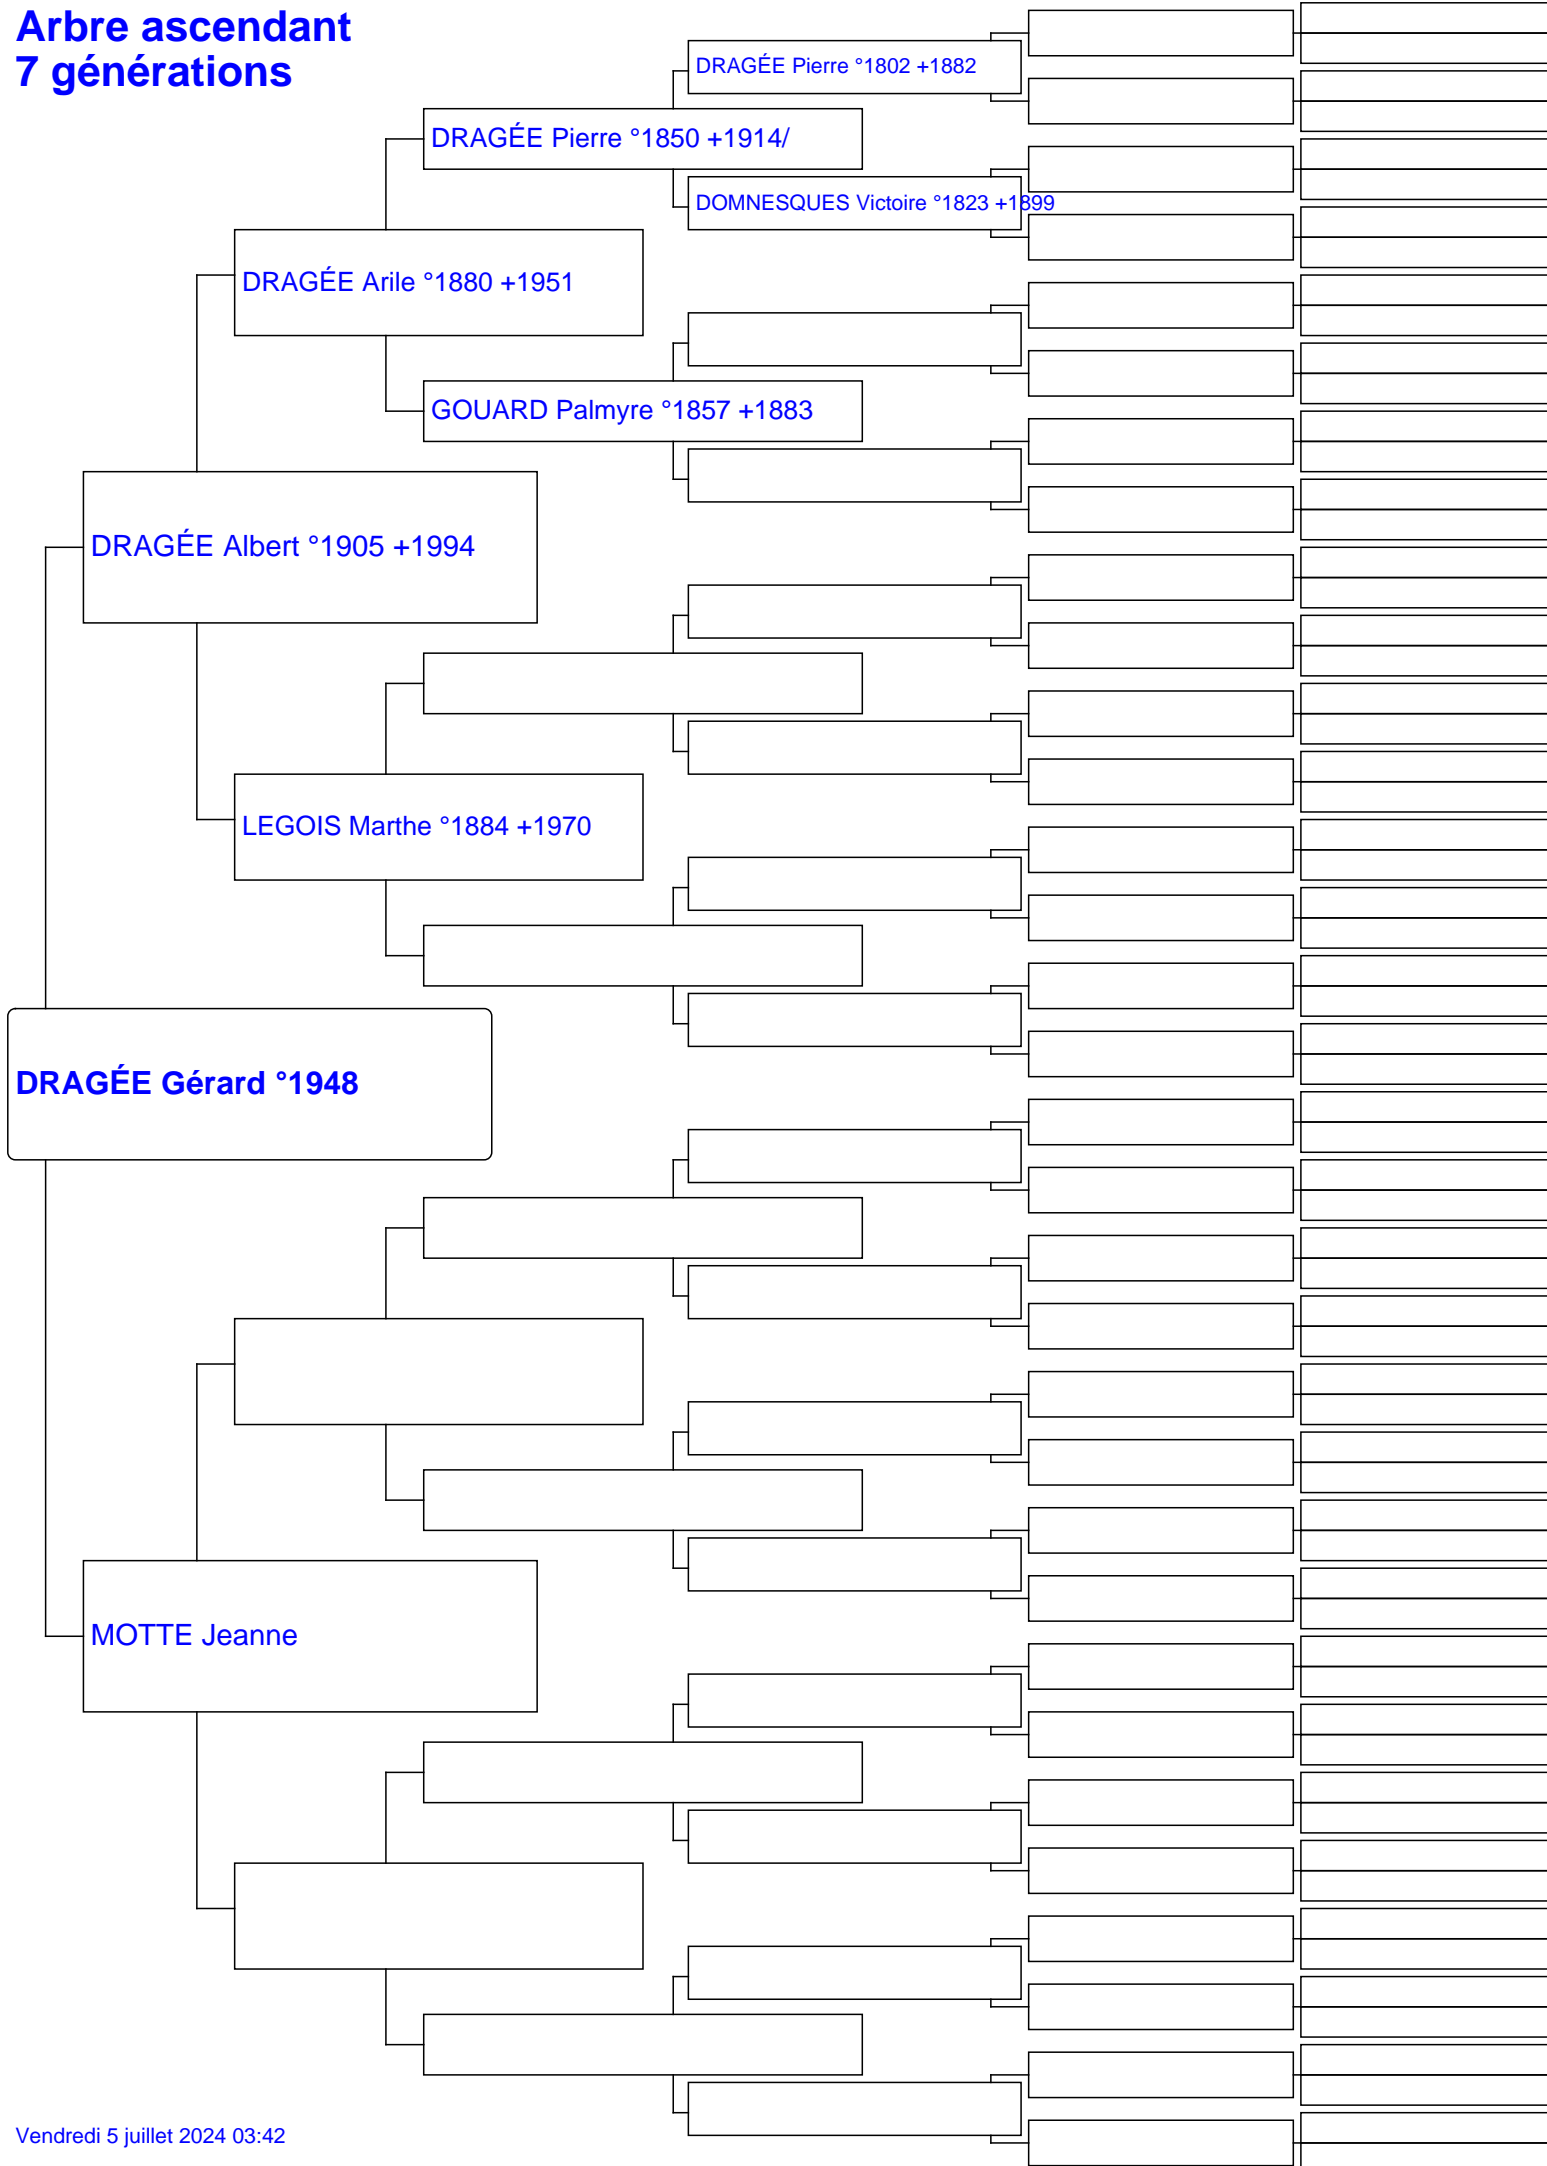 Arbre ascendant
7 générations
DRAGÉE Pierre °1802 +1882
DRAGÉE Pierre °1850 +1914/
DOMNESQUES Victoire °1823 +1899
DRAGÉE Arile °1880 +1951
GOUARD Palmyre °1857 +1883
DRAGÉE Albert °1905 +1994
LEGOIS Marthe °1884 +1970
DRAGÉE Gérard °1948
MOTTE Jeanne
Vendredi 5 juillet 2024 03:42